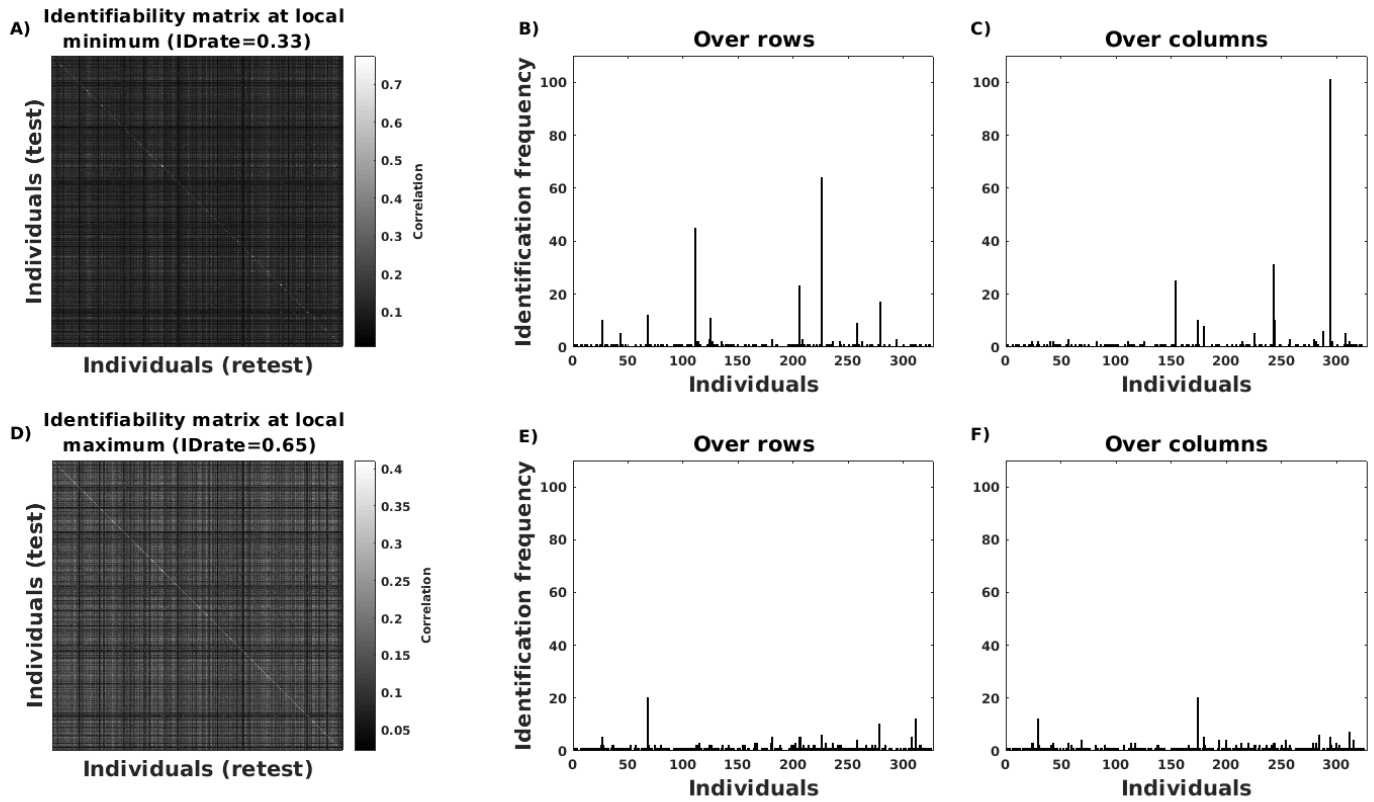 A)
Identifiability matrix at local
minimum (IDrate=0.33)
Individuals (test)
Individuals (retest)
0.7
0.6
0.5
0.4
0.3
0.2
0.1
Correlation
B)
Over rows
Identification frequency
100
80
60
40
20
0
0 50 100 150 200 250 300
Individuals
C)
Over columns
100
80
60
40
20
0
0 50 100 150 200 250 300
Individuals
D)
Identifiability matrix at local
maximum (IDrate=0.65)
Individuals (test)
Individuals (retest)
0.4
0.35
0.3
0.25
0.2
0.15
0.1
0.05
Correlation
E)
Over rows
Identification frequency
100
80
60
40
20
0
0 50 100 150 200 250 300
Individuals
F)
Over columns
100
80
60
40
20
0
0 50 100 150 200 250 300
Individuals